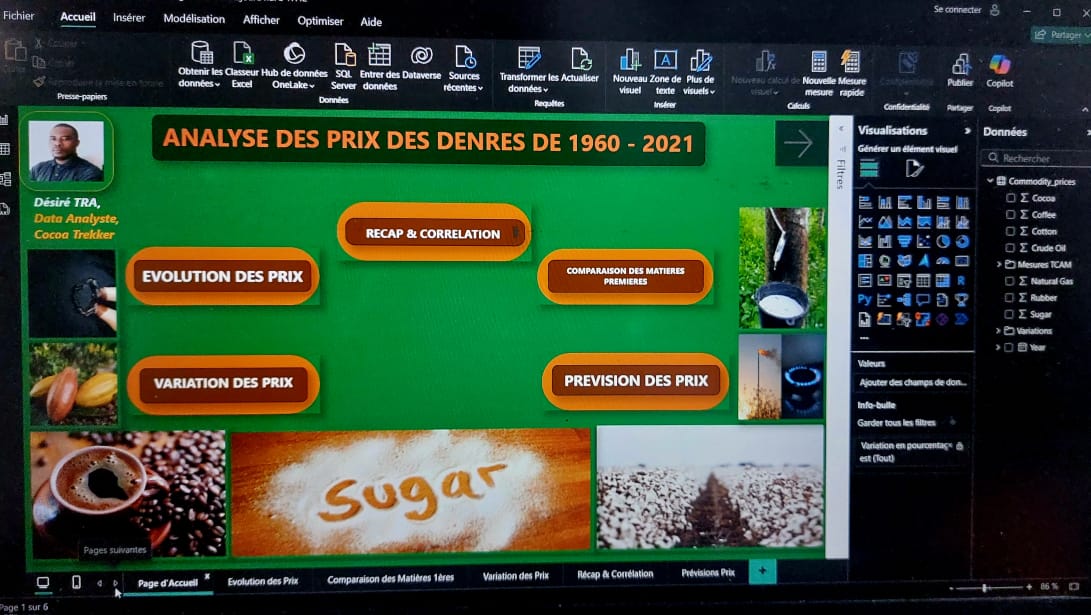 Fichier
Accueil
Insérer
Modélisation
Afficher
Optimiser
Aide
Se connecter
Partager
Copier
Reproduire la mise en forme
Presse-papiers
Obtenir les données
Classeur Excel
Hub de données OneLake
SQL Server
Entrer des données
Dataverse
Sources récentes
Données
Transformer les données
Actualiser
Requêtes
Nouveau visuel
Zone de texte
Plus de visuels
Insérer
Nouveau calcul de visuel
Nouvelle mesure
Mesure rapide
Calculs
Confidentialité
Confidentialité
Publier
Partager
Copilot
Copilot
ANALYSE DES PRIX DES DENRES DE 1960 - 2021
Désiré TRA,
Data Analyste,
Cocoa Trekker
RECAP & CORRELATION
EVOLUTION DES PRIX
COMPARAISON DES MATIERES
PREMIERES
VARIATION DES PRIX
PREVISION DES PRIX
Sugar
Filtres
Visualisations
Générer un élément visuel
R
Py
Valeurs
Ajouter des champs de don...
Info-bulle
Garder tous les filtres
Variation en pourcentag
est (Tout)
Données
Rechercher
Commodity_prices
Cocoa
Coffee
Cotton
Crude Oil
Mesures TCAM
Natural Gas
Rubber
Sugar
Variations
Year
Pages suivantes
Page d'Accueil
Evolution des Prix
Comparaison des Matières 1ères
Variation des Prix
Récap & Corrélation
Prévisions Prix
Page 1 sur 6
86 %